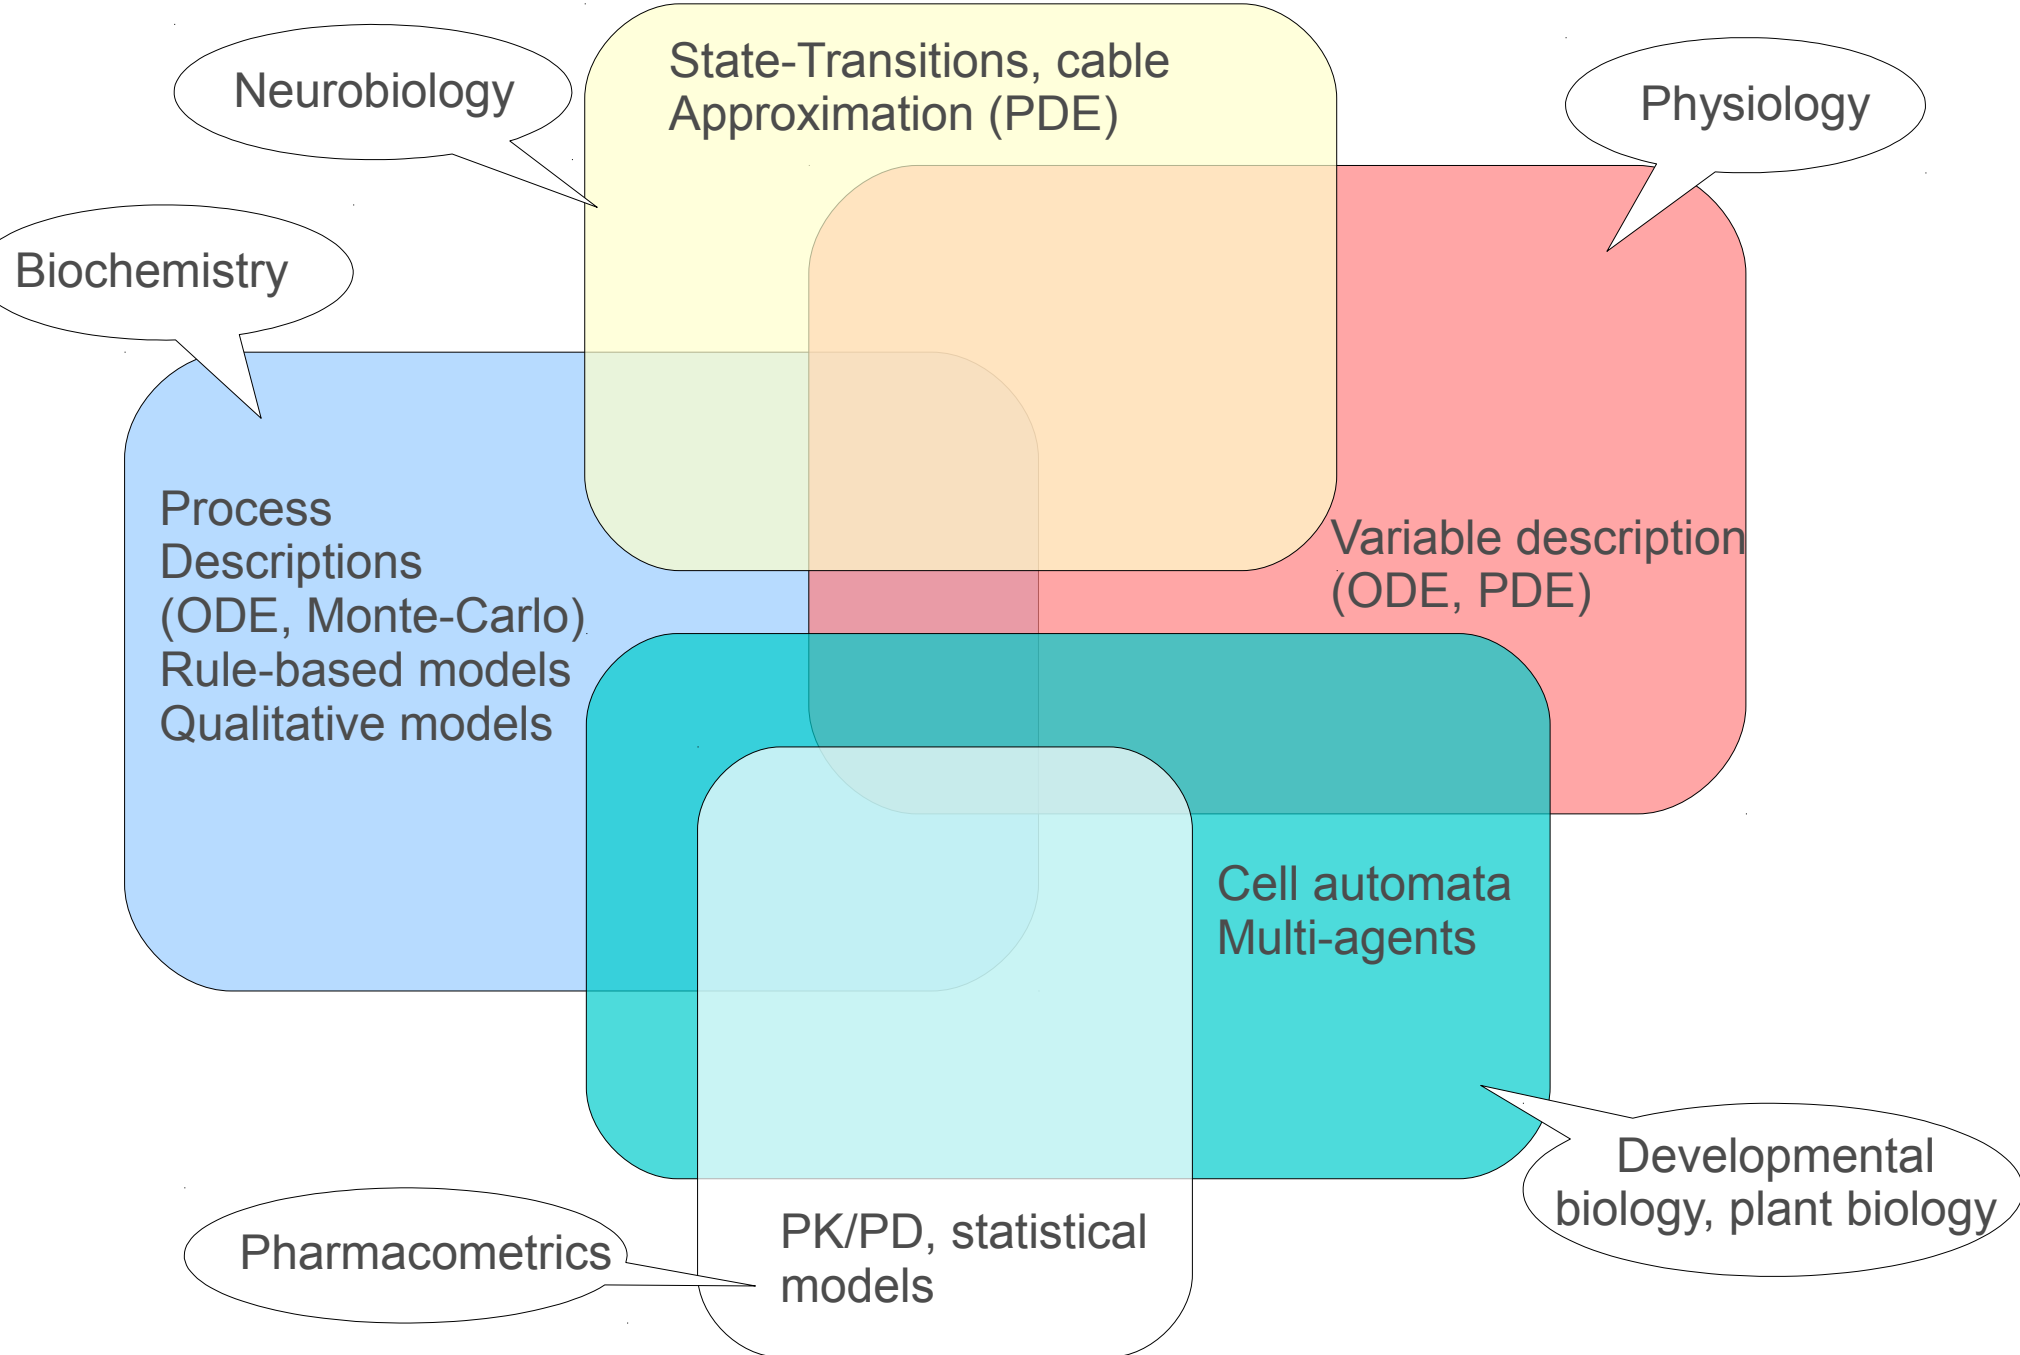 State-Transitions, cable
Approximation (PDE)
Neurobiology
Physiology
Biochemistry
Process
Descriptions
(ODE, Monte-Carlo)
Rule-based models
Qualitative models
Variable description
(ODE, PDE)
Cell automata
Multi-agents
Developmental
biology, plant biology
Pharmacometrics
PK/PD, statistical
models